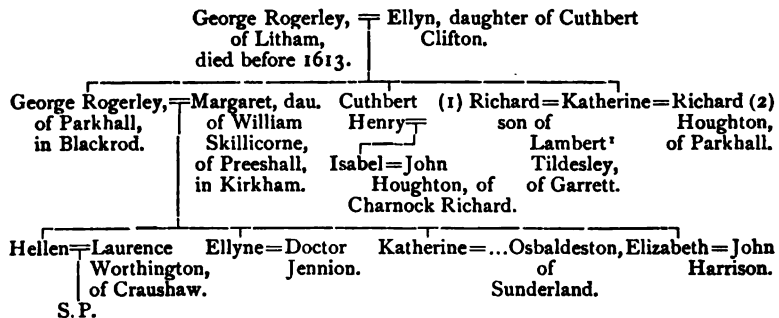 George Rogerley, = Ellyn, daughter of Cuthbert
of Litham, Clifton.
died before 1613.
George Rogerley, = Margaret, dau. Cuthbert (1) Richard = Katherine = Richard (2)
of Parkhall, of William Henry = son of Houghton,
in Blackrod. Skillicorne, Lambert¹ of Parkhall.
of Preeshall, Isabel = John Tildesley,
in Kirkham. Houghton, of of Garrett.
Charnock Richard.
Hellen = Laurence Ellyne = Doctor Katherine = ...Osbaldeston, Elizabeth = John
Worthington, Jennion. of Harrison.
of Craushaw. Sunderland.
S.P.